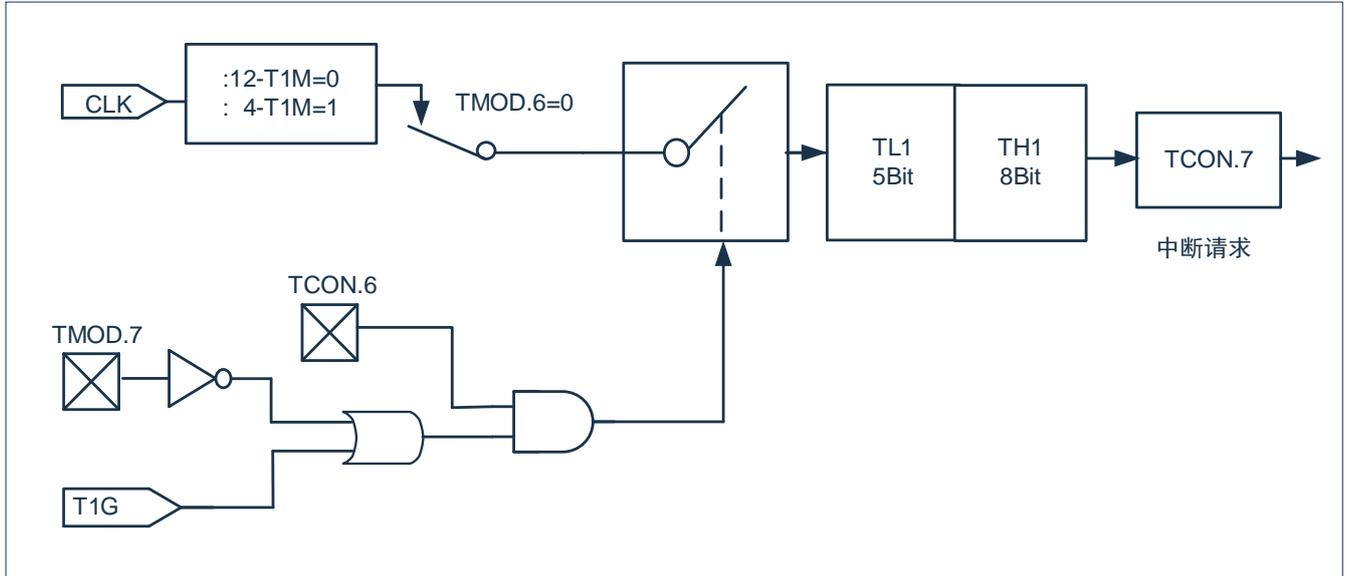 CLK
:12-T1M=0
: 4-T1M=1
TMOD.6=0
TL1
5Bit
TH1
8Bit
TCON.7
中断请求
TCON.6
TMOD.7
T1G